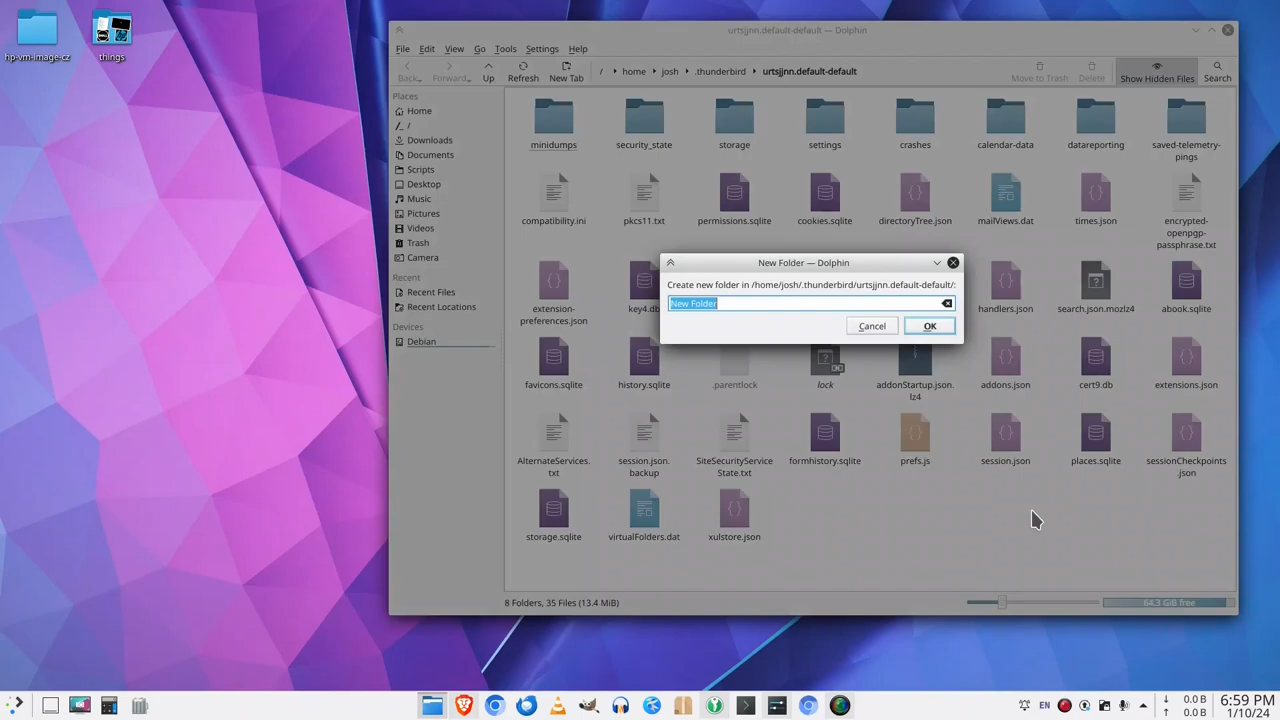 hp-vm-image.cz
things
urtsjjnn.default-default — Dolphin
File Edit View Go Tools Settings Help
Back Forward Up Refresh New Tab / home josh .thunderbird urtsjjnn.default-default Move to Trash Delete Show Hidden Files Search
Places
Home
/
Downloads
Documents
Scripts
Desktop
Music
Pictures
Videos
Trash
Camera
Recent
Recent Files
Recent Locations
Devices
Debian
minidumps security_state storage settings crashes calendar-data datareporting saved-telemetry-
pings
compatibility.ini pkcs11.txt permissions.sqlite cookies.sqlite directoryTree.json mailViews.dat times.json encrypted-
openpgp-
passphrase.txt
New Folder — Dolphin
Create new folder in /home/josh/.thunderbird/urtsjjnn.default-default/:
New Folder
Cancel OK
extension- key4.db handlers.json search.json.mozlz4 abook.sqlite
preferences.json
favicons.sqlite history.sqlite .parentlock lock addonStartup.json. addons.json cert9.db extensions.json
lz4
AlternateServices. session.json. SiteSecurityService formhistory.sqlite prefs.js session.json places.sqlite sessionCheckpoints
txt backup State.txt .json
storage.sqlite virtualFolders.dat xulstore.json
8 Folders, 35 Files (13.4 MiB)
64.3 GiB free
EN
0.0 B
0.0 B
6:59 PM
1/10/24